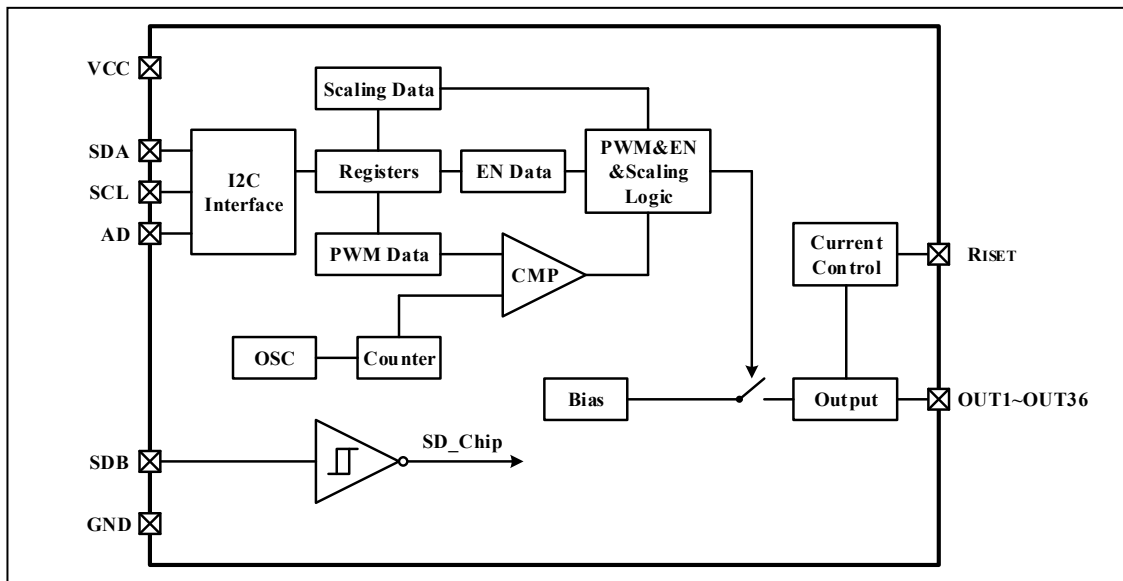 VCC
Scaling Data
SDA
SCL
AD
I2C
Interface
Registers
EN Data
PWM&EN
&Scaling
Logic
PWM Data
CMP
Current
Control
RISET
OSC
Counter
Bias
Output
OUT1~OUT36
SDB
SD_Chip
GND